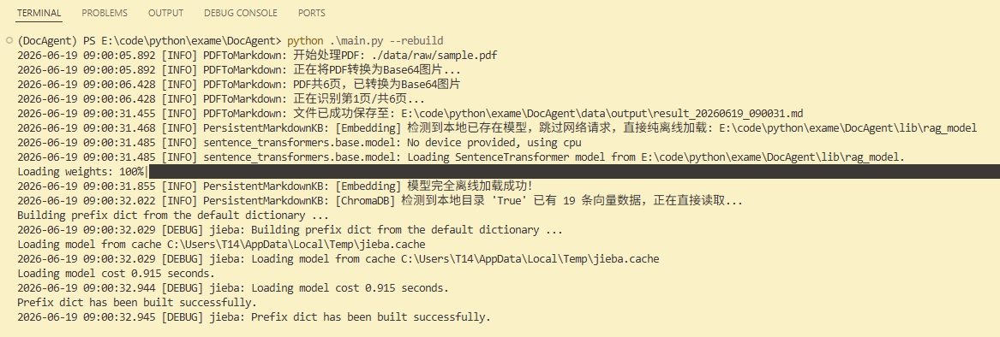 TERMINAL PROBLEMS OUTPUT DEBUG CONSOLE PORTS
(DocAgent) PS E:\code\python\exame\DocAgent> python .\main.py --rebuild
2026-06-19 09:00:05.892 [INFO] PDFToMarkdown: 开始处理PDF: ./data/raw/sample.pdf
2026-06-19 09:00:05.892 [INFO] PDFToMarkdown: 正在将PDF转换为Base64图片...
2026-06-19 09:00:06.428 [INFO] PDFToMarkdown: PDF共6页，已转换为Base64图片
2026-06-19 09:00:06.428 [INFO] PDFToMarkdown: 正在识别第1页/共6页...
2026-06-19 09:00:31.455 [INFO] PDFToMarkdown: 文件已成功保存至: E:\code\python\exame\DocAgent\data\output\result_20260619_090031.md
2026-06-19 09:00:31.468 [INFO] PersistentMarkdownKB: [Embedding] 检测到本地已存在模型，跳过网络请求，直接纯离线加载: E:\code\python\exame\DocAgent\lib\rag_model
2026-06-19 09:00:31.485 [INFO] sentence_transformers.base.model: No device provided, using cpu
2026-06-19 09:00:31.485 [INFO] sentence_transformers.base.model: Loading SentenceTransformer model from E:\code\python\exame\DocAgent\lib\rag_model.
Loading weights: 100%|
2026-06-19 09:00:31.855 [INFO] PersistentMarkdownKB: [Embedding] 模型完全离线加载成功！
2026-06-19 09:00:32.022 [INFO] PersistentMarkdownKB: [ChromaDB] 检测到本地目录 'True' 已有 19 条向量数据，正在直接读取...
Building prefix dict from the default dictionary ...
2026-06-19 09:00:32.029 [DEBUG] jieba: Building prefix dict from the default dictionary ...
Loading model from cache C:\Users\T14\AppData\Local\Temp\jieba.cache
2026-06-19 09:00:32.029 [DEBUG] jieba: Loading model from cache C:\Users\T14\AppData\Local\Temp\jieba.cache
Loading model cost 0.915 seconds.
2026-06-19 09:00:32.944 [DEBUG] jieba: Loading model cost 0.915 seconds.
Prefix dict has been built successfully.
2026-06-19 09:00:32.945 [DEBUG] jieba: Prefix dict has been built successfully.